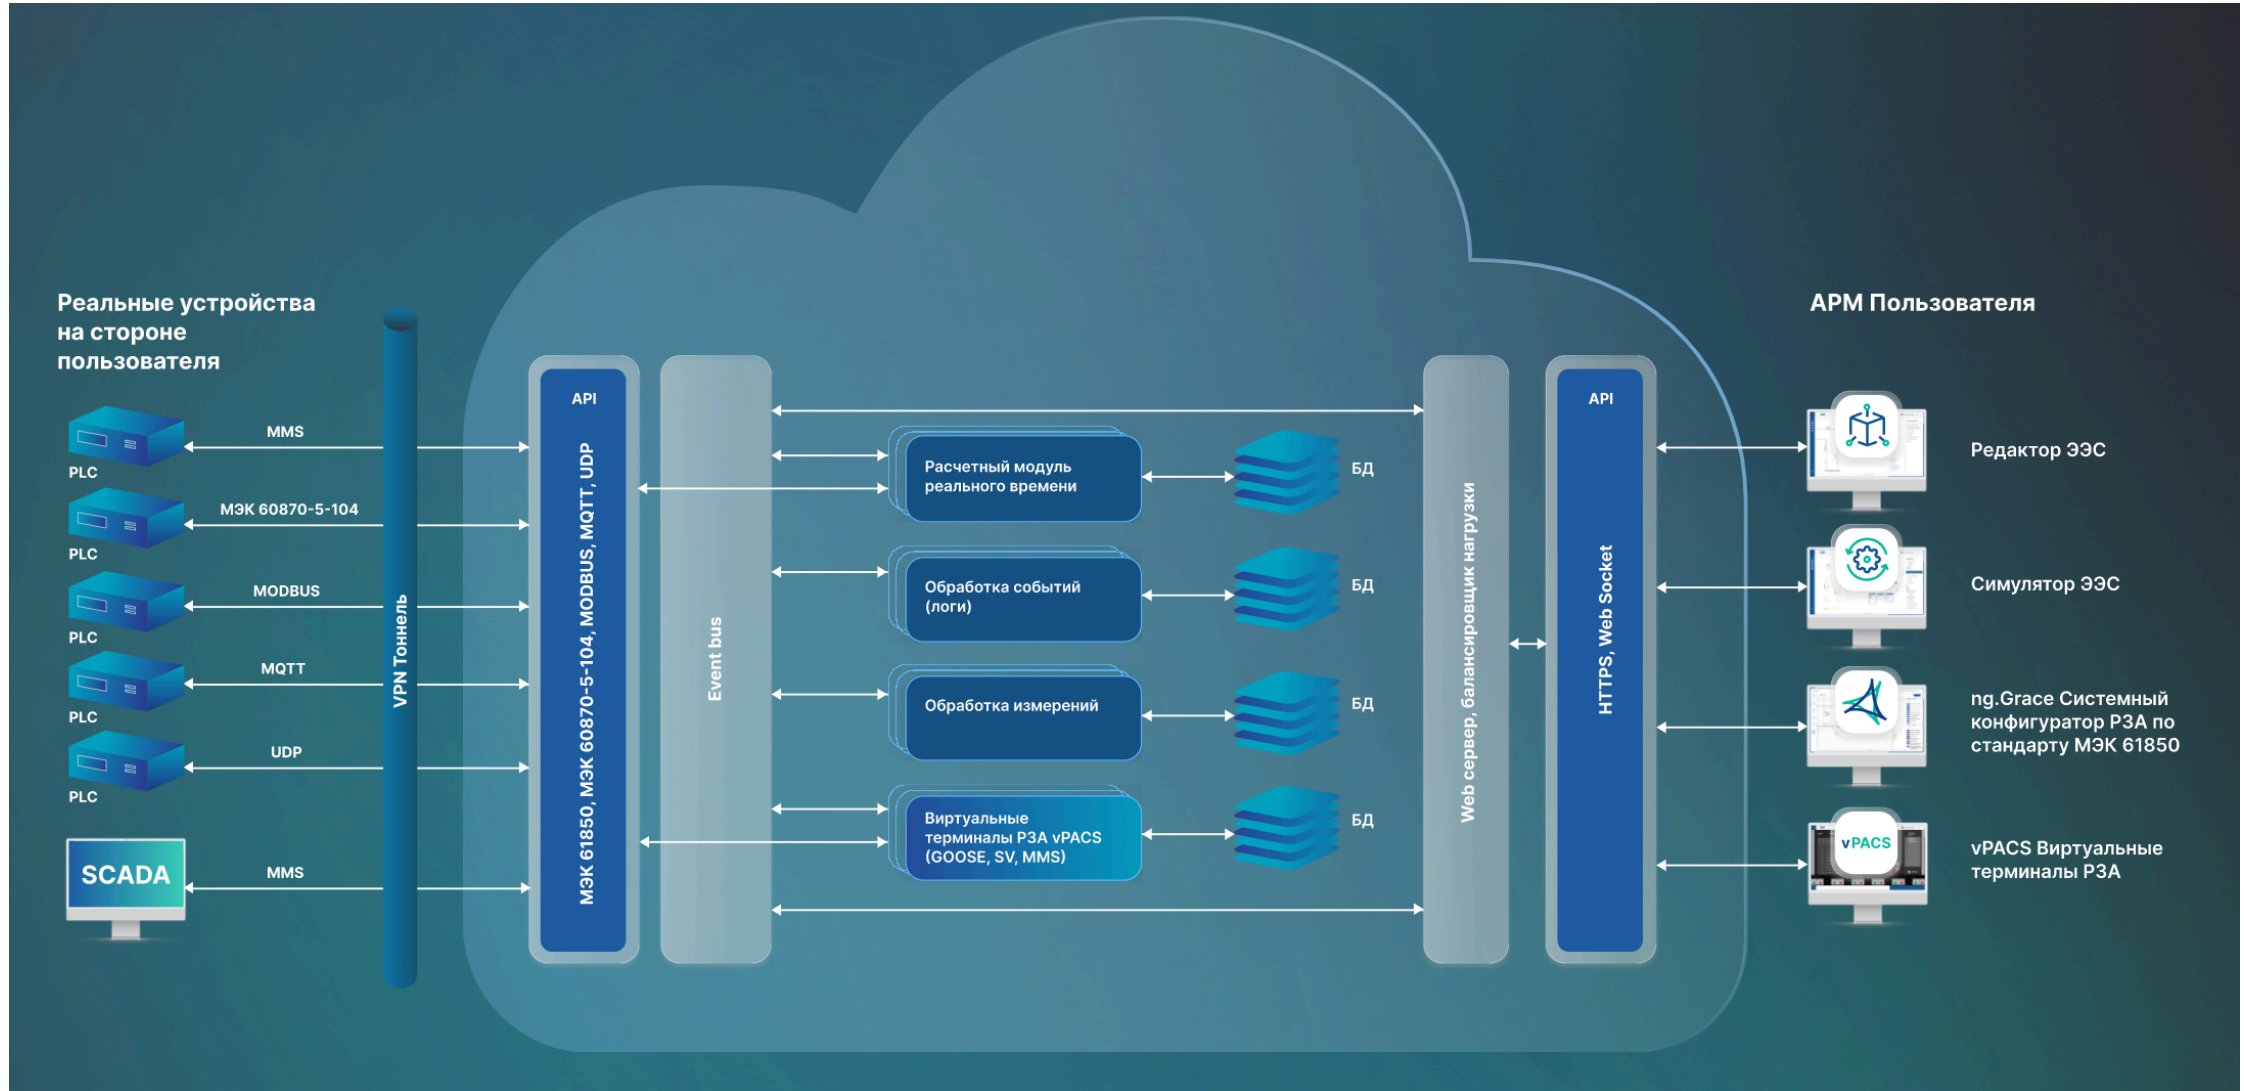 Реальные устройства
на стороне
пользователя
PLC
MMS
PLC
МЭК 60870-5-104
PLC
MODBUS
PLC
MQTT
PLC
UDP
SCADA
MMS
VPN Тоннель
API
МЭК 61850, МЭК 60870-5-104, MODBUS, MQTT, UDP
Event bus
Расчетный модуль
реального времени
БД
Обработка событий
(логи)
БД
Обработка измерений
БД
Виртуальные
терминалы РЗА vPACS
(GOOSE, SV, MMS)
БД
Web сервер, балансировщик нагрузки
API
HTTPS, Web Socket
АРМ Пользователя
Редактор ЭЭС
Симулятор ЭЭС
ng.Grace Системный
конфигуратор РЗА по
стандарту МЭК 61850
vPACS
vPACS Виртуальные
терминалы РЗА